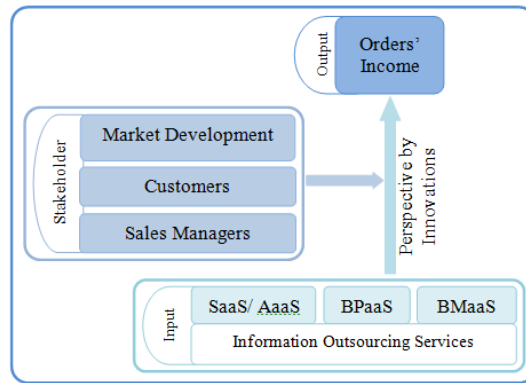 Output
Orders’
Income
Stakeholder
Market Development
Customers
Sales Managers
Perspective by
Innovations
Input
SaaS/ AaaS
BPaaS
BMaaS
Information Outsourcing Services